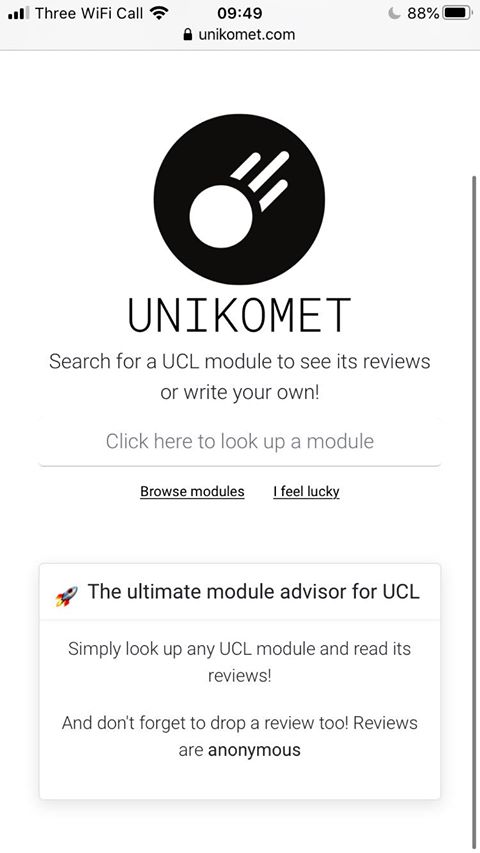 Three WiFi Call 09:49 88%
unikomet.com
UNIKOMET
Search for a UCL module to see its reviews
or write your own!
Click here to look up a module
Browse modules I feel lucky
🚀 The ultimate module advisor for UCL
Simply look up any UCL module and read its
reviews!
And don't forget to drop a review too! Reviews
are anonymous